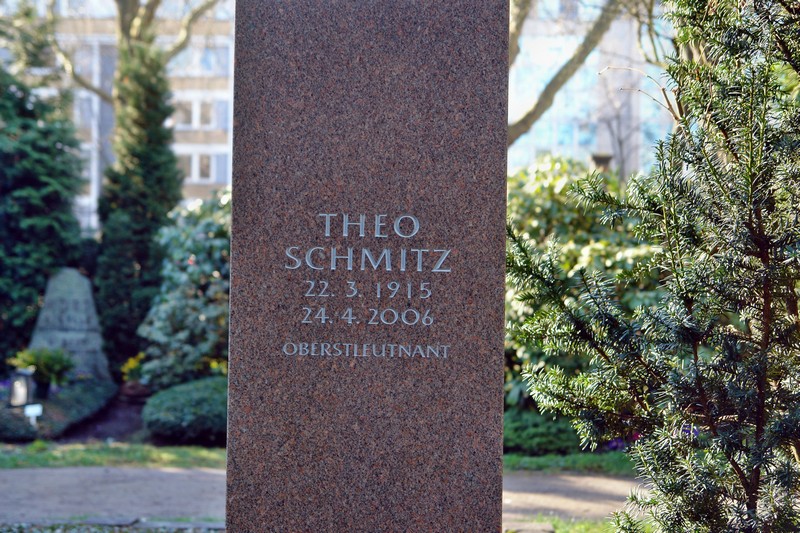 THEO
SCHMITZ
22. 3. 1915
24. 4. 2006
OBERSTLEUTNANT